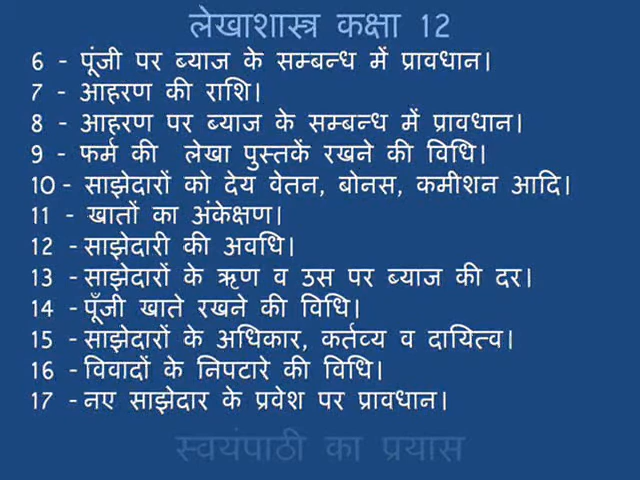 लेखाशास्त्र कक्षा 12
6 - पूंजी पर ब्याज के सम्बन्ध में प्रावधान।
7 - आहरण की राशि।
8 - आहरण पर ब्याज के सम्बन्ध में प्रावधान।
9 - फर्म की लेखा पुस्तकें रखने की विधि।
10 - साझेदारों को देय वेतन, बोनस, कमीशन आदि।
11 - खातों का अंकेक्षण।
12 - साझेदारी की अवधि।
13 - साझेदारों के ऋण व उस पर ब्याज की दर।
14 - पूँजी खाते रखने की विधि।
15 - साझेदारों के अधिकार, कर्तव्य व दायित्व।
16 - विवादों के निपटारे की विधि।
17 - नए साझेदार के प्रवेश पर प्रावधान।
स्वयंपाठी का प्रयास